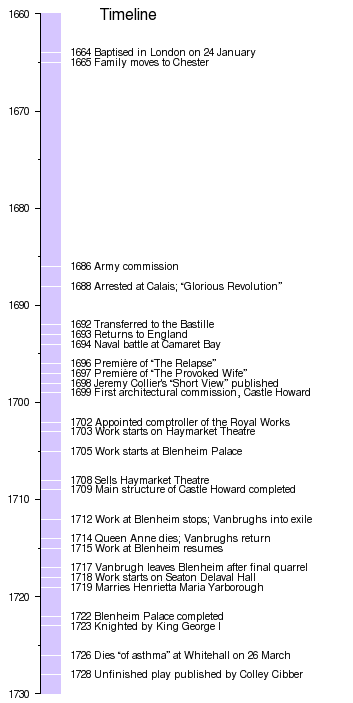 Timeline
1660
1664 Baptised in London on 24 January
1665 Family moves to Chester
1670
1680
1686 Army commission
1688 Arrested at Calais; “Glorious Revolution”
1690
1692 Transferred to the Bastille
1693 Returns to England
1694 Naval battle at Camaret Bay
1696 Première of “The Relapse”
1697 Première of “The Provoked Wife”
1698 Jeremy Collier's “Short View” published
1699 First architectural commission, Castle Howard
1700
1702 Appointed comptroller of the Royal Works
1703 Work starts on Haymarket Theatre
1705 Work starts at Blenheim Palace
1708 Sells Haymarket Theatre
1709 Main structure of Castle Howard completed
1710
1712 Work at Blenheim stops; Vanbrughs into exile
1714 Queen Anne dies; Vanbrughs return
1715 Work at Blenheim resumes
1717 Vanbrugh leaves Blenheim after final quarrel
1718 Work starts on Seaton Delaval Hall
1719 Marries Henrietta Maria Yarborough
1720
1722 Blenheim Palace completed
1723 Knighted by King George I
1726 Dies “of asthma” at Whitehall on 26 March
1728 Unfinished play published by Colley Cibber
1730